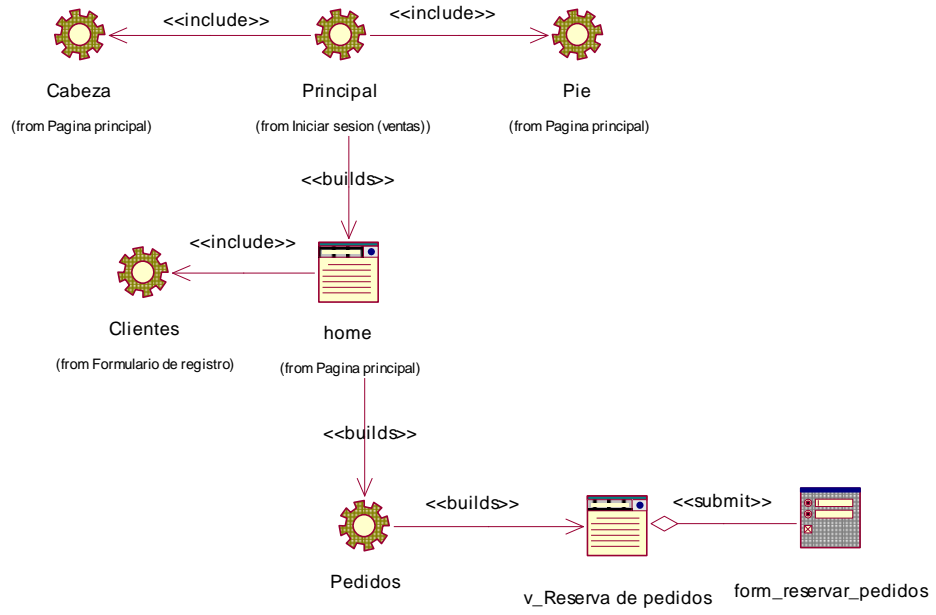 <<include>> <<include>>
Cabeza Principal Pie
(from Pagina principal) (from Iniciar sesion (ventas)) (from Pagina principal)
<<builds>>
<<include>>
Clientes home
(from Formulario de registro) (from Pagina principal)
<<builds>>
<<builds>> <<submit>>
Pedidos v_Reserva de pedidos form_reservar_pedidos